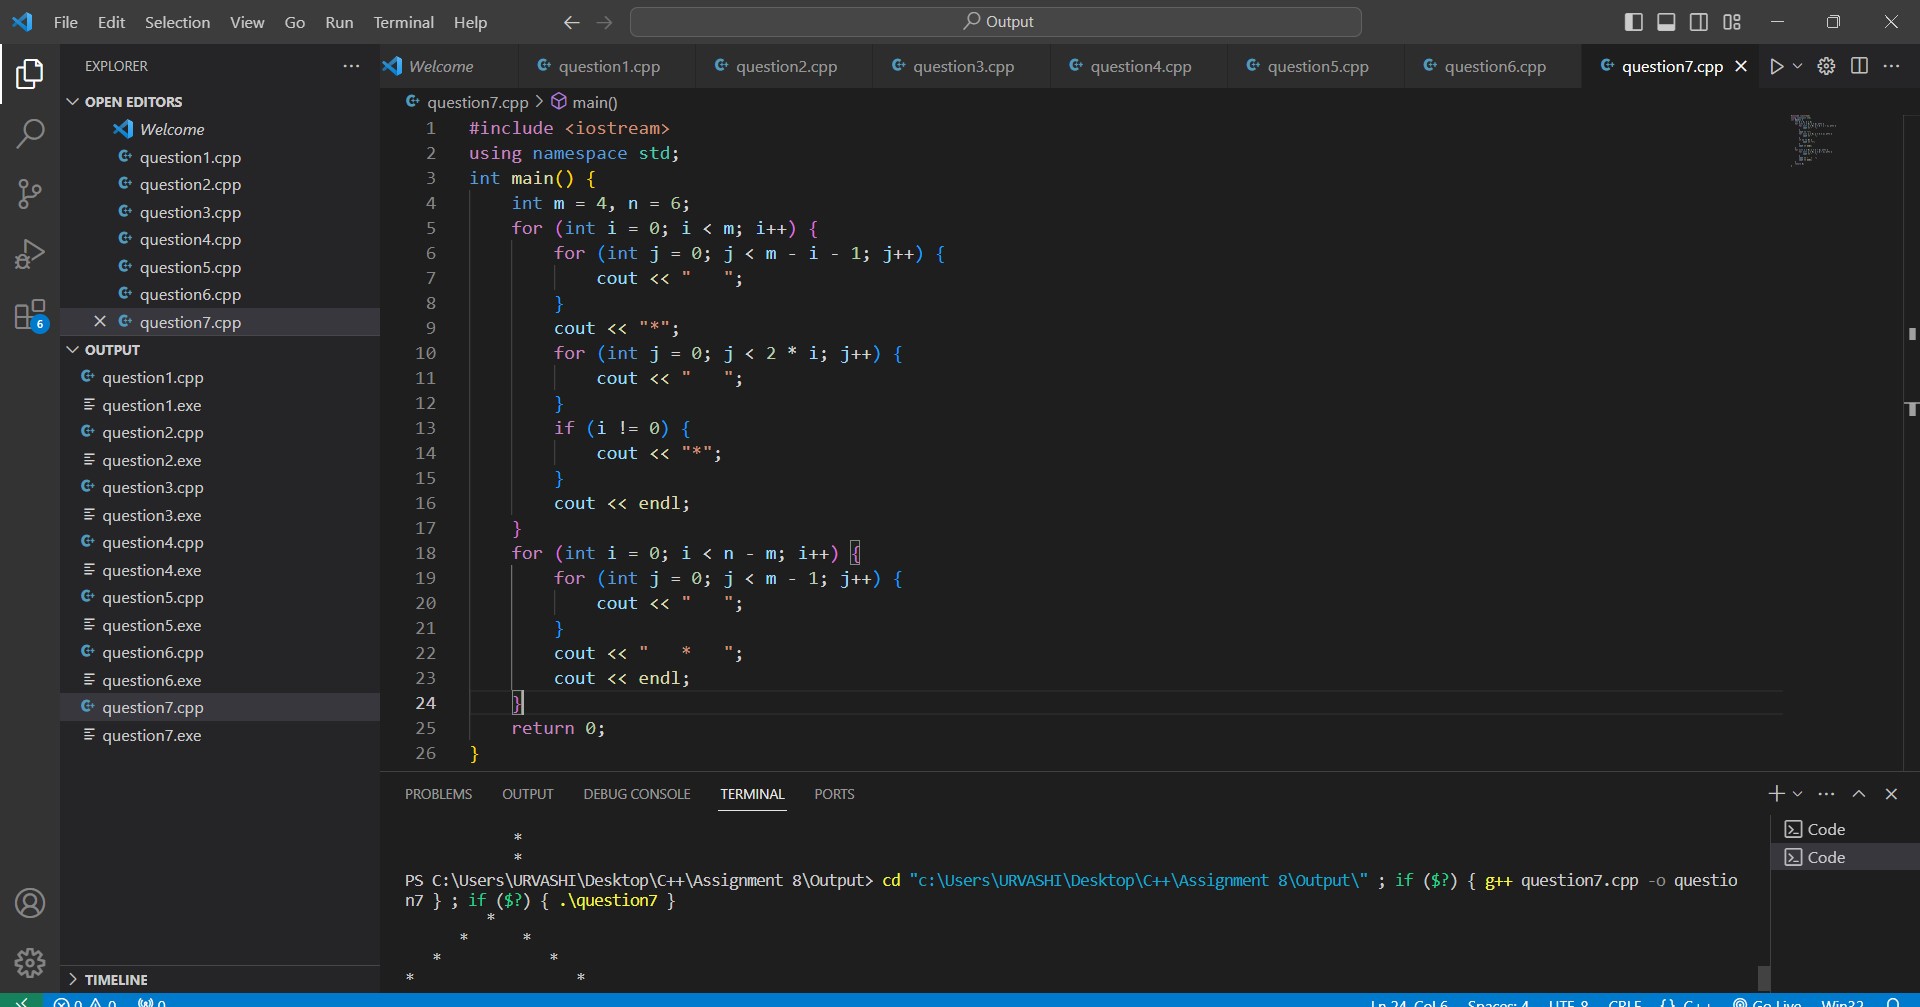 File Edit Selection View Go Run Terminal Help
Output
EXPLORER
OPEN EDITORS
Welcome
question1.cpp
question2.cpp
question3.cpp
question4.cpp
question5.cpp
question6.cpp
question7.cpp
OUTPUT
question1.cpp
question1.exe
question2.cpp
question2.exe
question3.cpp
question3.exe
question4.cpp
question4.exe
question5.cpp
question5.exe
question6.cpp
question6.exe
question7.cpp
question7.exe
TIMELINE
6
Welcome question1.cpp question2.cpp question3.cpp question4.cpp question5.cpp question6.cpp question7.cpp
question7.cpp > main()
1 #include <iostream>
2 using namespace std;
3 int main() {
4     int m = 4, n = 6;
5     for (int i = 0; i < m; i++) {
6         for (int j = 0; j < m - i - 1; j++) {
7             cout << "   ";
8         }
9         cout << "*";
10         for (int j = 0; j < 2 * i; j++) {
11             cout << "   ";
12         }
13         if (i != 0) {
14             cout << "*";
15         }
16         cout << endl;
17     }
18     for (int i = 0; i < n - m; i++) {
19         for (int j = 0; j < m - 1; j++) {
20             cout << "   ";
21         }
22         cout << "   *   ";
23         cout << endl;
24     }
25     return 0;
26 }
PROBLEMS OUTPUT DEBUG CONSOLE TERMINAL PORTS
Code
Code
*
*
PS C:\Users\URVASHI\Desktop\C++\Assignment 8\Output> cd "c:\Users\URVASHI\Desktop\C++\Assignment 8\Output\" ; if ($?) { g++ question7.cpp -o questio
n7 } ; if ($?) { .\question7 }
*
*      *
*            *
*                  *
0 0 0 Ln 24, Col 6 Spaces: 4 UTF-8 CRLF {} C++ Go Live Win32